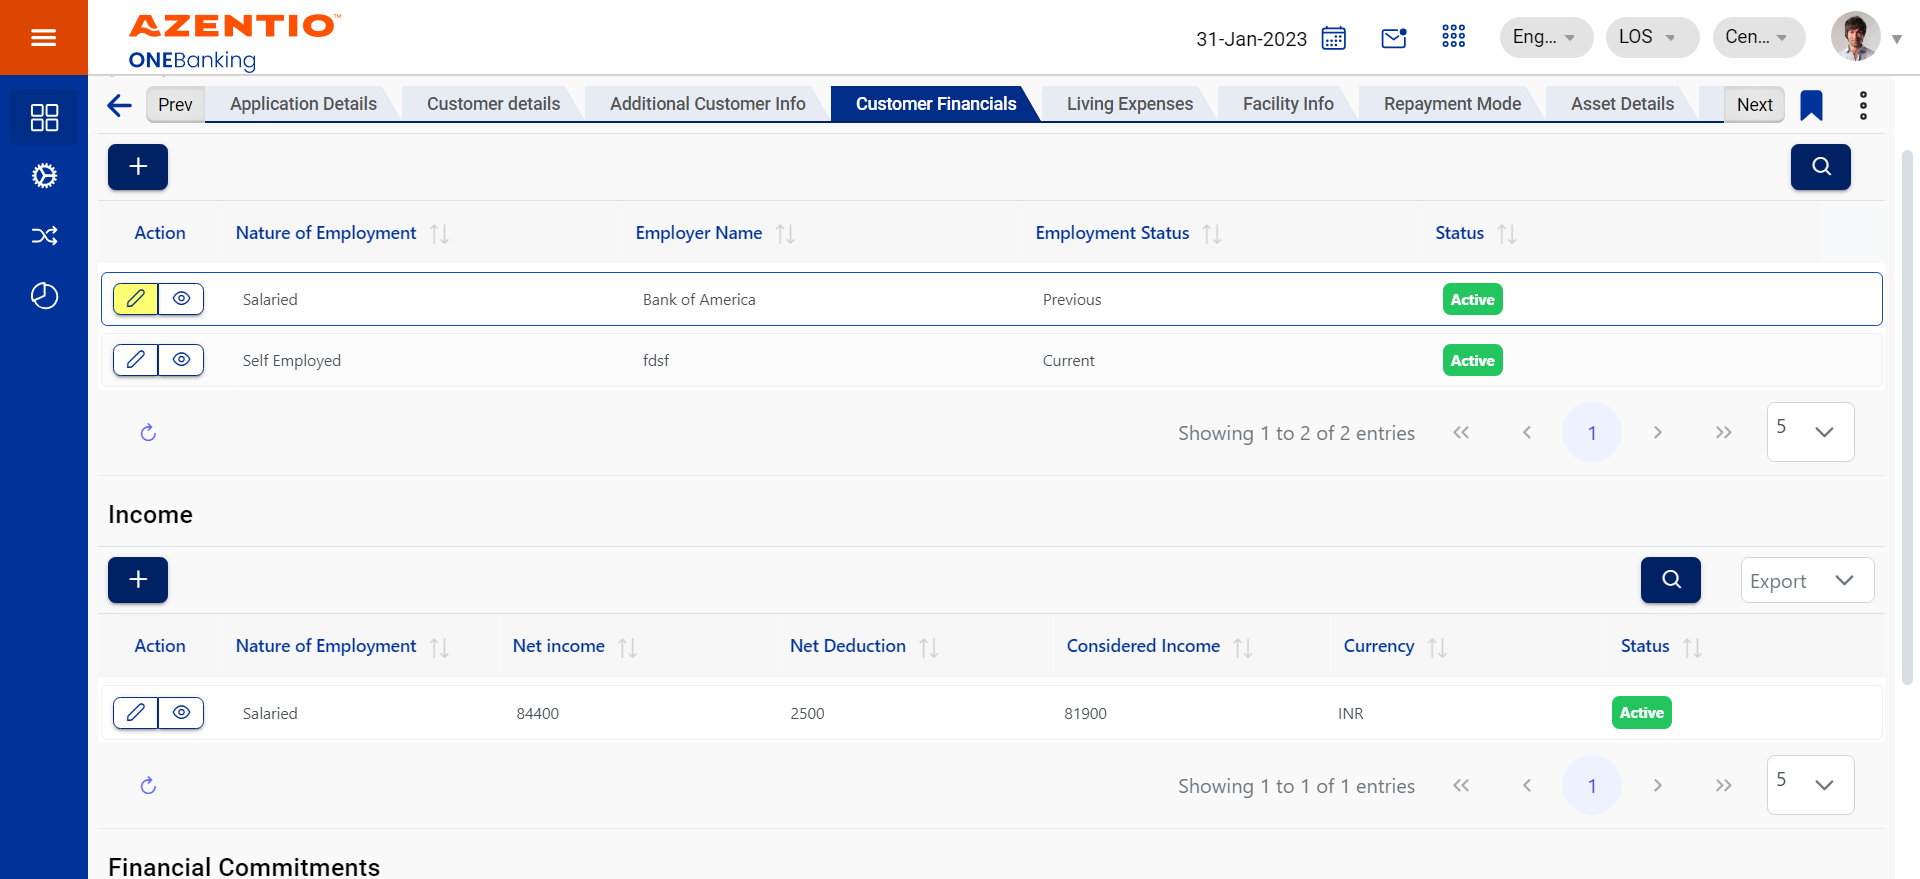 AZENTIO™
ONEBanking
31-Jan-2023
Eng...
LOS
Cen...
Prev
Application Details
Customer details
Additional Customer Info
Customer Financials
Living Expenses
Facility Info
Repayment Mode
Asset Details
Next
Action
Nature of Employment
Employer Name
Employment Status
Status
Salaried
Bank of America
Previous
Active
Self Employed
fdsf
Current
Active
Showing 1 to 2 of 2 entries
1
5
Income
Export
Action
Nature of Employment
Net income
Net Deduction
Considered Income
Currency
Status
Salaried
84400
2500
81900
INR
Active
Showing 1 to 1 of 1 entries
1
5
Financial Commitments